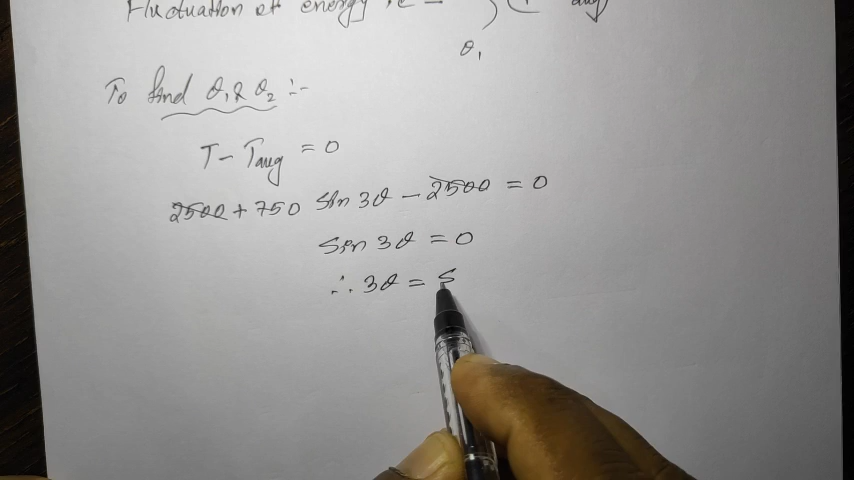 Fluctuation of energy
θ₁
To find θ₁ & θ₂ :-
T - Tavg = 0
2500 + 750 Sin 3θ - 2500 = 0
Sin 3θ = 0
∴ 3θ = S